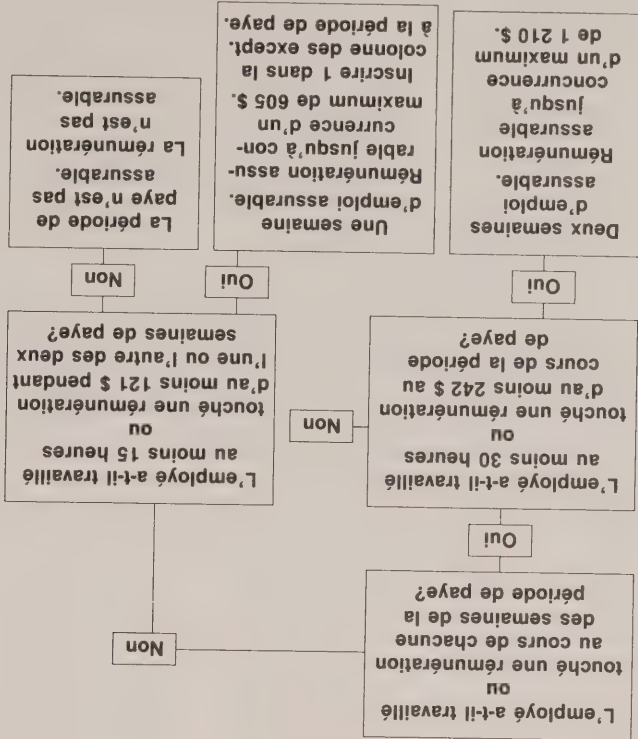 L'employé a-t-il travaillé
ou
touché une rémunération
au cours de chacune
des semaines de la
période de paye?
Non
Oui
L'employé a-t-il travaillé
au moins 30 heures
ou
touché une rémunération
d'au moins 242 $ au
cours de la période
de paye?
Non
L'employé a-t-il travaillé
au moins 15 heures
ou
touché une rémunération
d'au moins 121 $ pendant
l'une ou l'autre des deux
semaines de paye?
Oui
Oui
Non
Deux semaines
d'emploi
assurable.
Rémunération
assurable
jusqu'à
concurrence
d'un maximum
de 1 210 $.
Une semaine
d'emploi assurable.
Rémunération assu-
rable jusqu'à con-
currence d'un
maximum de 605 $.
Inscrire 1 dans la
colonne des except.
à la période de paye.
La période de
paye n'est pas
assurable.
La rémunération
n'est pas
assurable.